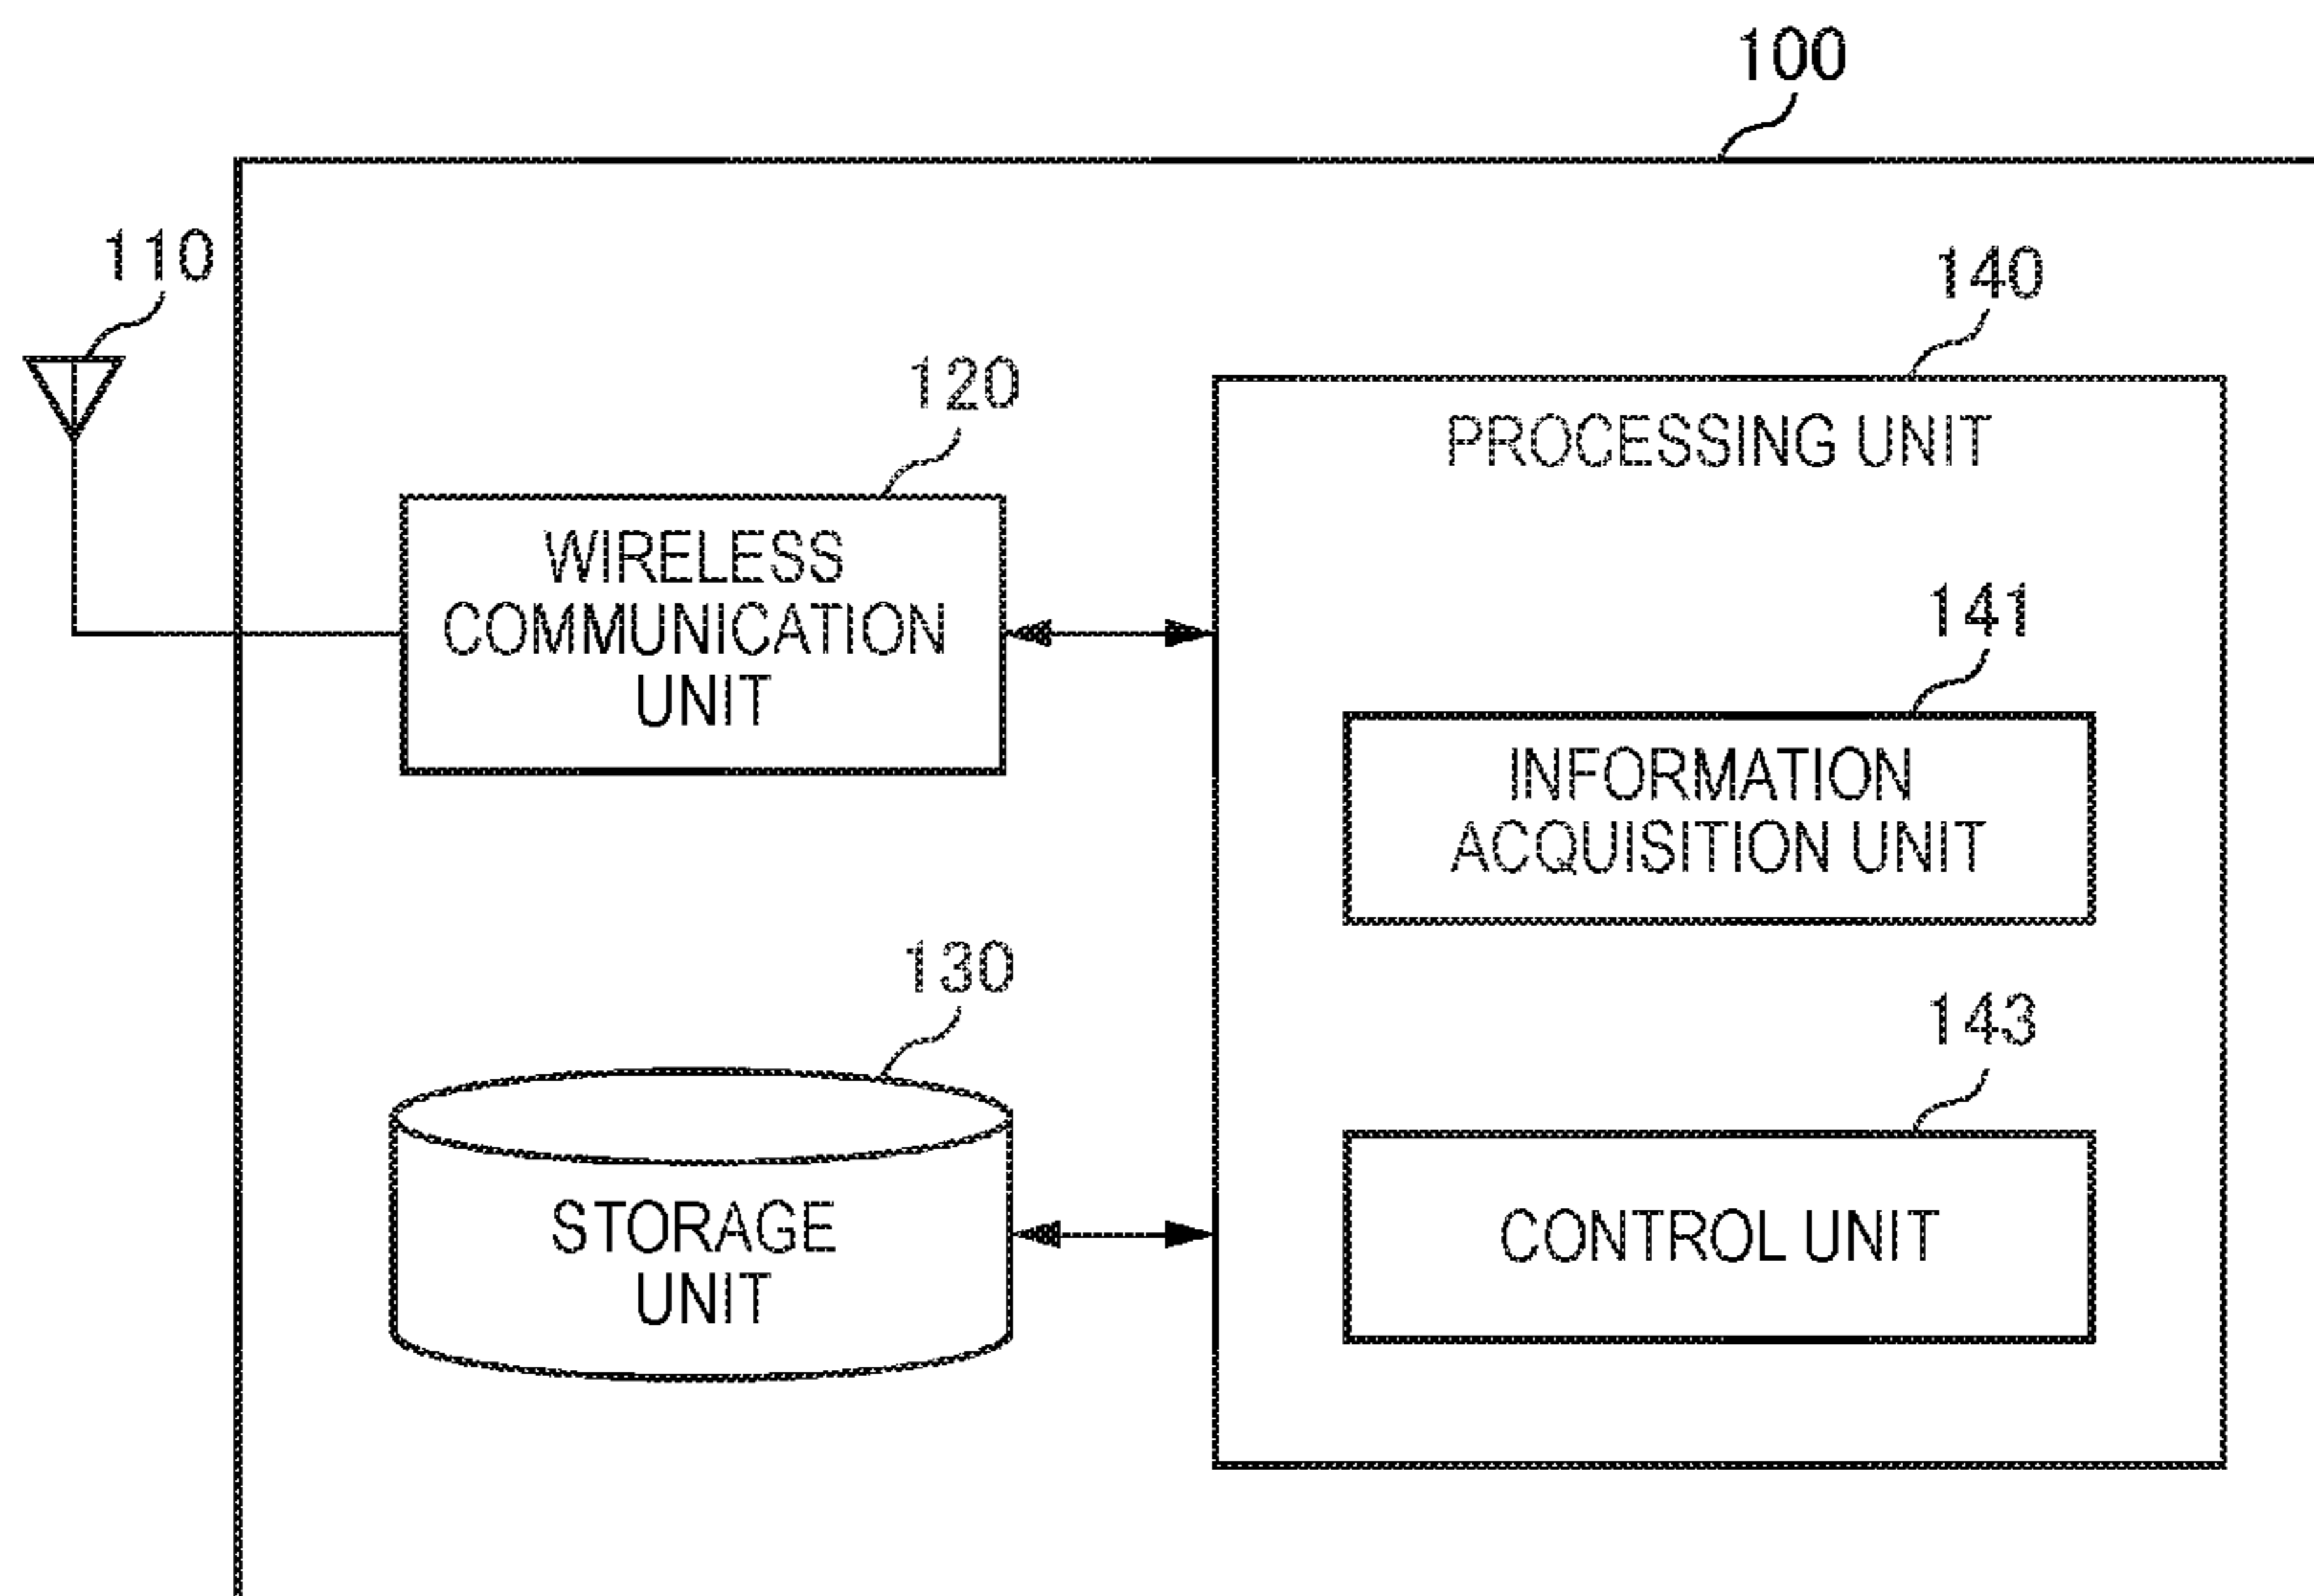 100
110
140
120
PROCESSING UNIT
WIRELESS
COMMUNICATION
UNIT
141
INFORMATION
ACQUISITION UNIT
130
143
STORAGE
UNIT
CONTROL UNIT